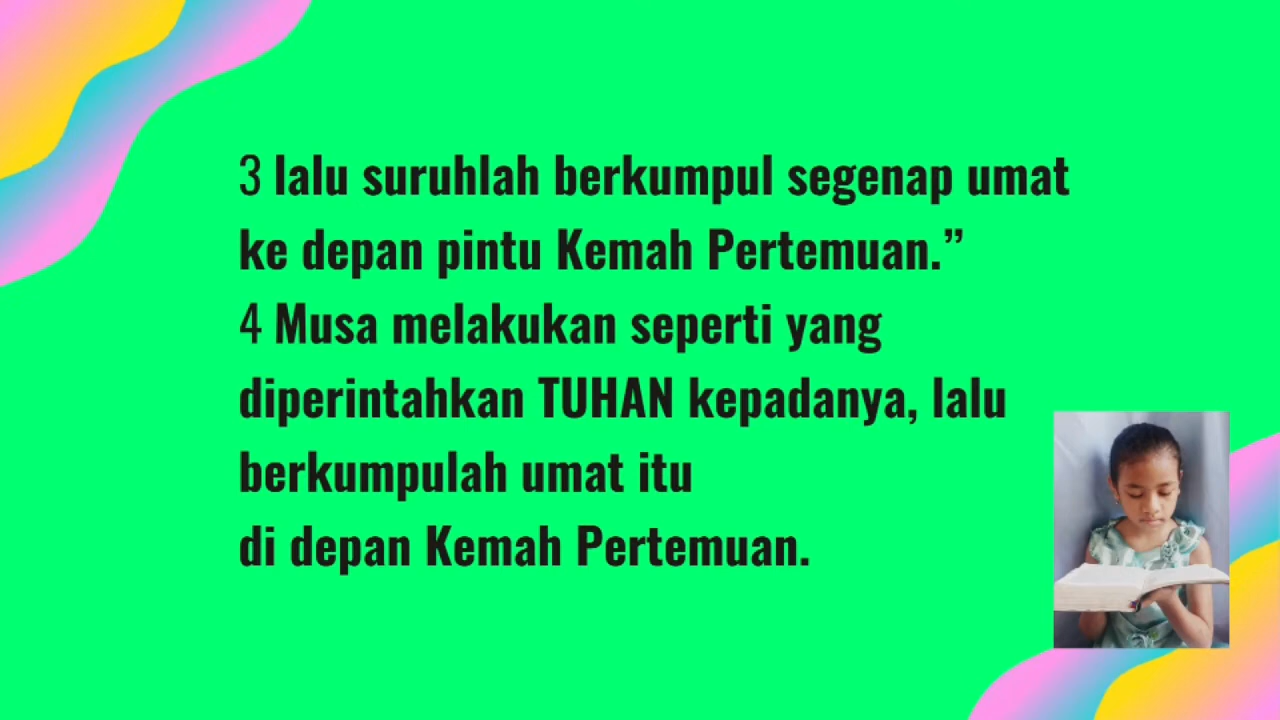 3 lalu suruhlah berkumpul segenap umat
ke depan pintu Kemah Pertemuan.”
4 Musa melakukan seperti yang
diperintahkan TUHAN kepadanya, lalu
berkumpulah umat itu
di depan Kemah Pertemuan.